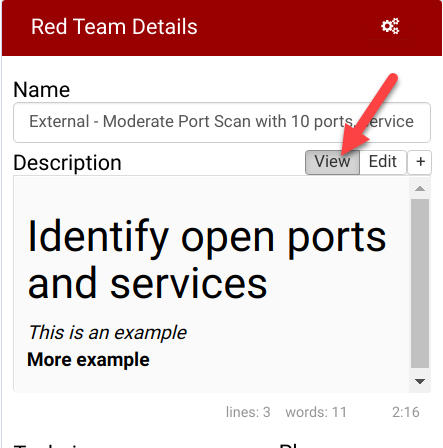 Red Team Details
Name
External - Moderate Port Scan with 10 ports, service
Description
View Edit +
Identify open ports
and services
This is an example
More example
lines: 3 words: 11 2:16